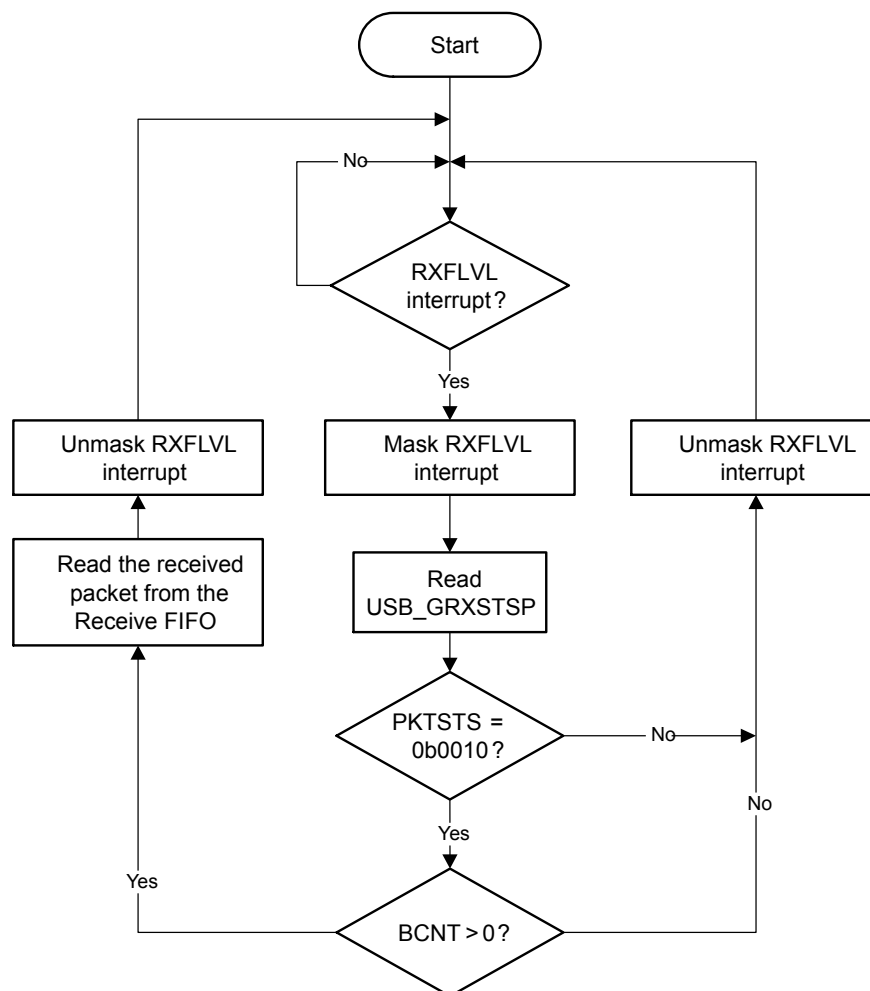 Start
No
RXFLVL
interrupt?
Yes
Unmask RXFLVL
interrupt
Mask RXFLVL
interrupt
Unmask RXFLVL
interrupt
Read the received
packet from the
Receive FIFO
Read
USB_GRXSTSP
PKTSTS =
0b0010?
No
Yes
No
Yes
BCNT > 0?